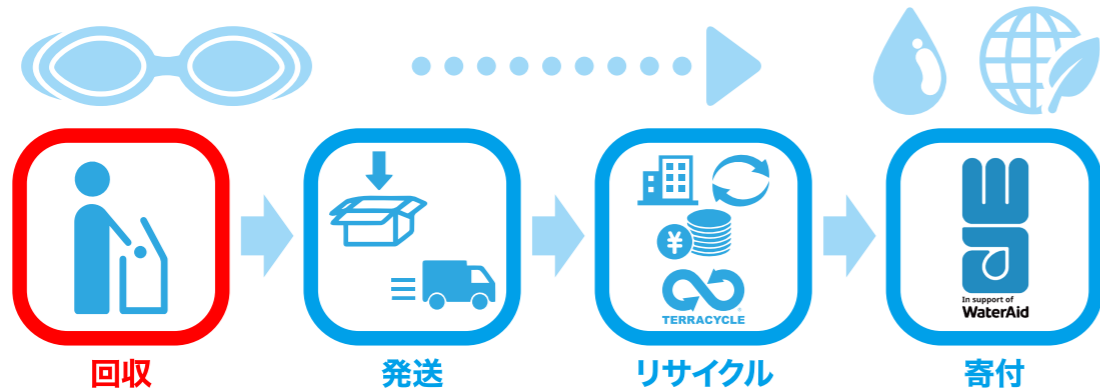 ¥
TERRACYCLE
In support of
WaterAid
回収
発送
リサイクル
寄付